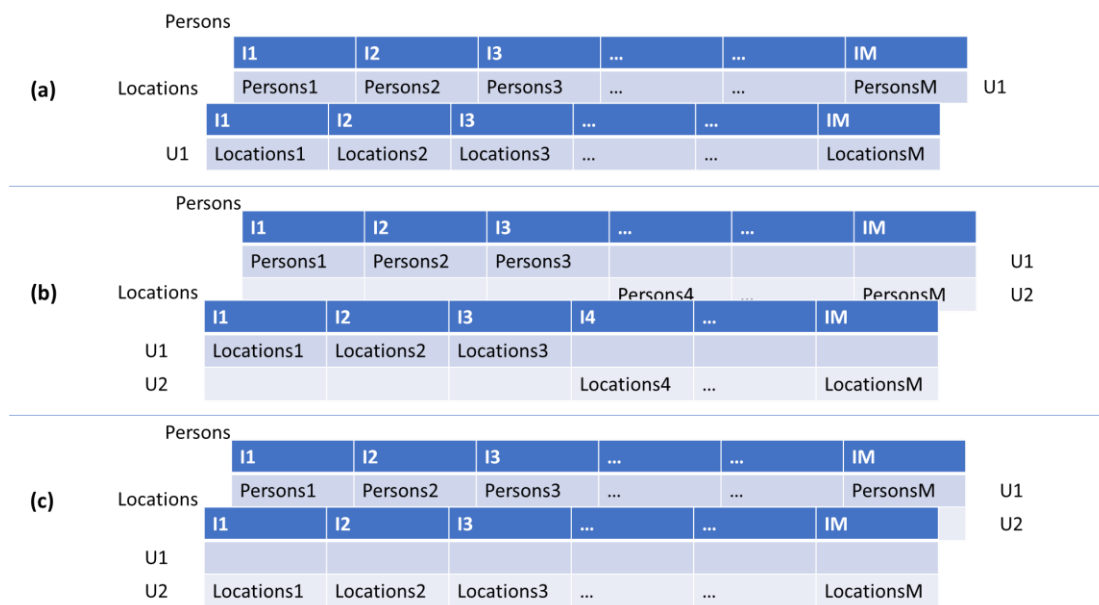 Persons
I1 I2 I3 ... ... IM
(a) Locations Persons1 Persons2 Persons3 ... ... PersonsM U1
I1 I2 I3 ... ... IM
U1 Locations1 Locations2 Locations3 ... ... LocationsM
Persons
I1 I2 I3 ... ... IM
Persons1 Persons2 Persons3 U1
(b) Locations Persons4 ... PersonsM U2
I1 I2 I3 I4 ... IM
U1 Locations1 Locations2 Locations3
U2 Locations4 ... LocationsM
Persons
I1 I2 I3 ... ... IM
(c) Locations Persons1 Persons2 Persons3 ... ... PersonsM U1
I1 I2 I3 ... ... IM U2
U1
U2 Locations1 Locations2 Locations3 ... ... LocationsM